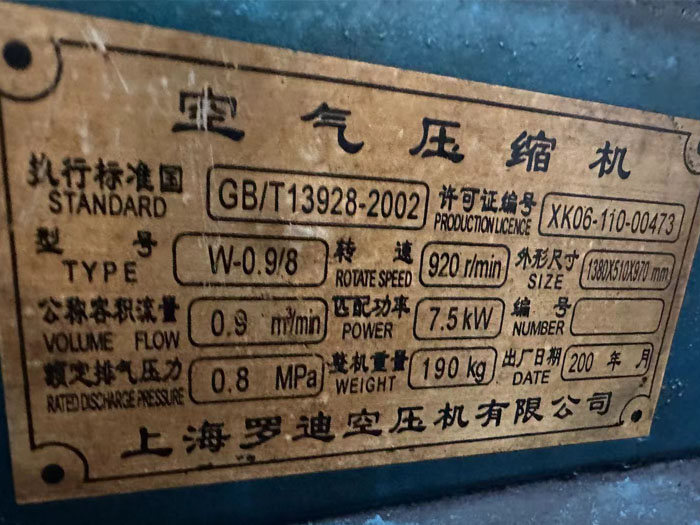 空气压缩机
执行标准国 GB/T13928-2002 许可证编号 XK06-110-00473
STANDARD PRODUCTION LICENCE
型号 W-0.9/8 转速 920 r/min 外形尺寸 1380X510X970 mm
TYPE ROTATE SPEED SIZE
公称容积流量 0.9 m³/min 匹配功率 7.5 kW 编号
VOLUME FLOW POWER NUMBER
额定排气压力 0.8 MPa 整机重量 190 kg 出厂日期 200 年 月
RATED DISCHARGE PRESSURE WEIGHT DATE
上海罗迪空压机有限公司